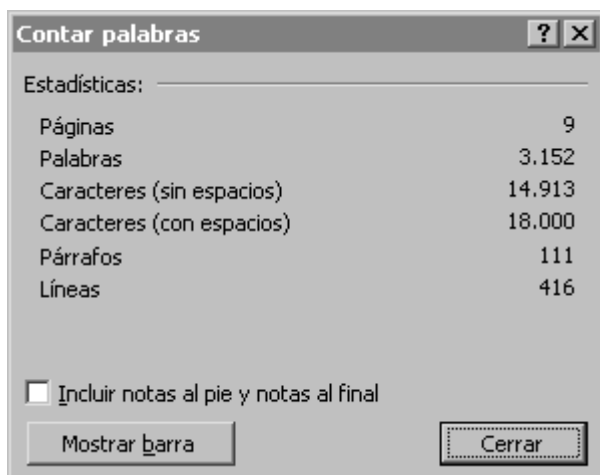 Contar palabras
Estadísticas:
Páginas 9
Palabras 3.152
Caracteres (sin espacios) 14.913
Caracteres (con espacios) 18.000
Párrafos 111
Líneas 416
Incluir notas al pie y notas al final
Mostrar barra Cerrar